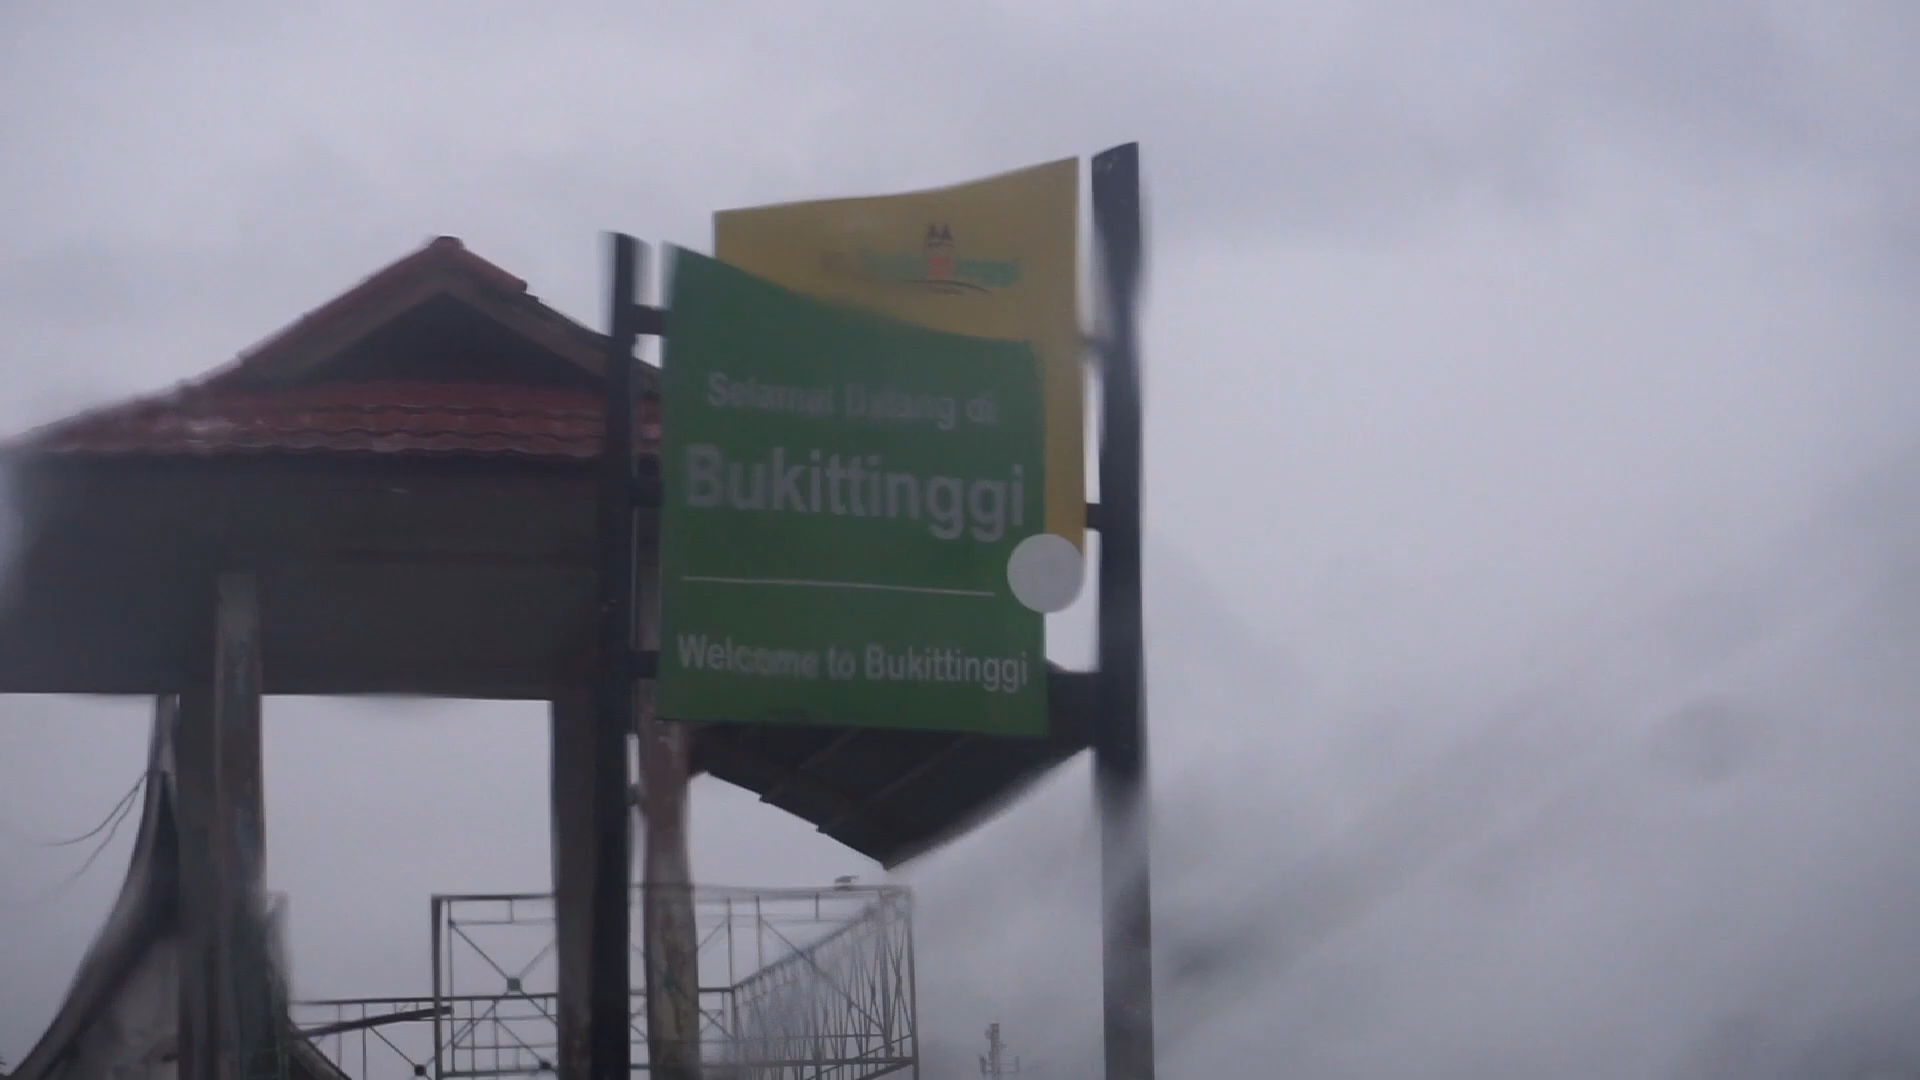 Selamat Datang di
Bukittinggi
Welcome to Bukittinggi